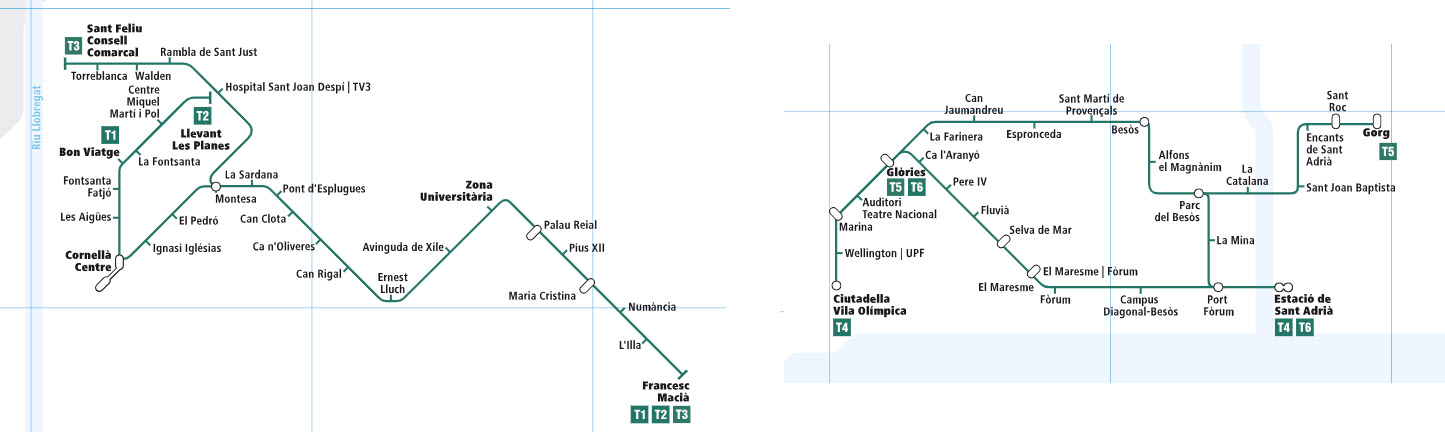 Riu Llobregat
T3
Sant Feliu
Consell
Comarcal
Torreblanca
Walden
Rambla de Sant Just
Hospital Sant Joan Despí | TV3
Centre
Miquel
Martí i Pol
T2
Llevant
Les Planes
T1
Bon Viatge
La Fontsanta
Fontsanta
Fatjó
Les Aigües
Cornellà
Centre
Ignasi Iglésias
El Pedró
Montesa
La Sardana
Pont d'Esplugues
Can Clota
Ca n'Oliveres
Can Rigal
Ernest
Lluch
Avinguda de Xile
Zona
Universitària
Palau Reial
Pius XII
Maria Cristina
Numància
L'Illa
Francesc
Macià
T1 T2 T3
Can
Jaumandreu
Sant Martí de
Provençals
La Farinera
Espronceda
Besòs
Ca l'Aranyó
Glòries
T5 T6
Pere IV
Auditori
Teatre Nacional
Marina
Fluvià
Selva de Mar
Wellington | UPF
El Maresme | Fòrum
El Maresme
Ciutadella
Vila Olímpica
T4
Fòrum
Campus
Diagonal-Besòs
Port
Fòrum
Estació de
Sant Adrià
T4 T6
La Mina
Parc
del Besòs
Alfons
el Magnànim
La
Catalana
Sant Joan Baptista
Encants
de Sant
Adrià
Sant
Roc
Gorg
T5